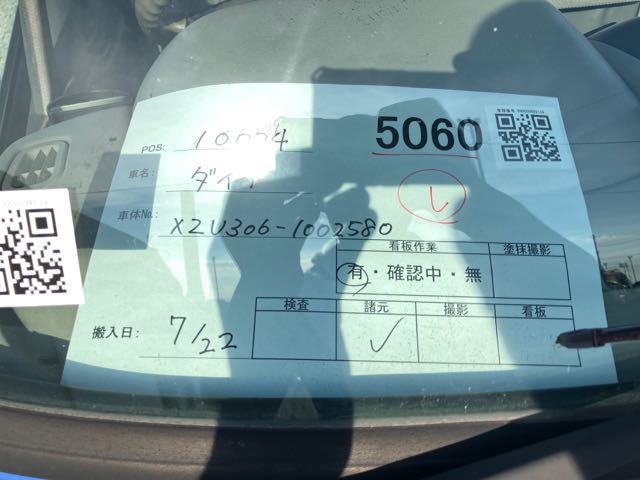 5060
POS:
車名: ダイナ
レ
車体No.: XZU306-1002580
看板作業 塗抹撮影
有・確認中・無
検査 諸元 撮影 看板
搬入日: 7/22